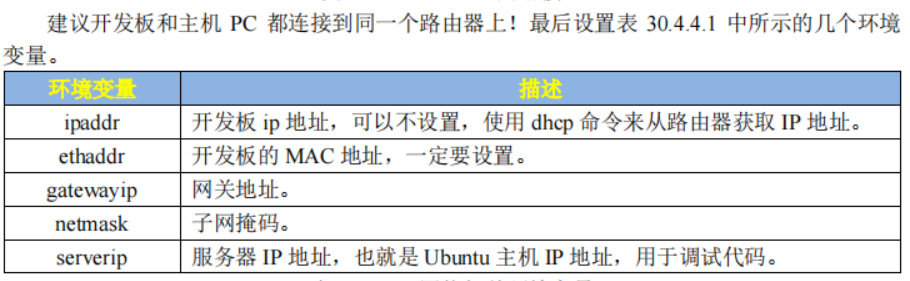 建议开发板和主机 PC 都连接到同一个路由器上！最后设置表 30.4.4.1 中所示的几个环境
变量。
环境变量 描述
ipaddr 开发板 ip 地址，可以不设置，使用 dhcp 命令来从路由器获取 IP 地址。
ethaddr 开发板的 MAC 地址，一定要设置。
gatewayip 网关地址。
netmask 子网掩码。
serverip 服务器 IP 地址，也就是 Ubuntu 主机 IP 地址，用于调试代码。